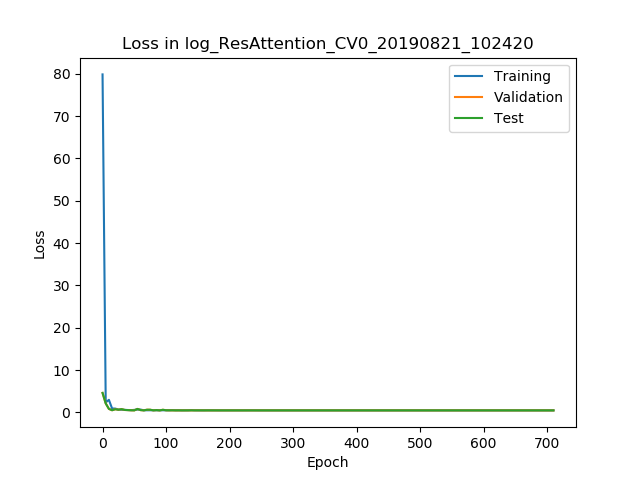 Loss in log_ResAttention_CV0_20190821_102420
80
70
60
50
40
30
20
10
0
Loss
Training
Validation
Test
0 100 200 300 400 500 600 700
Epoch